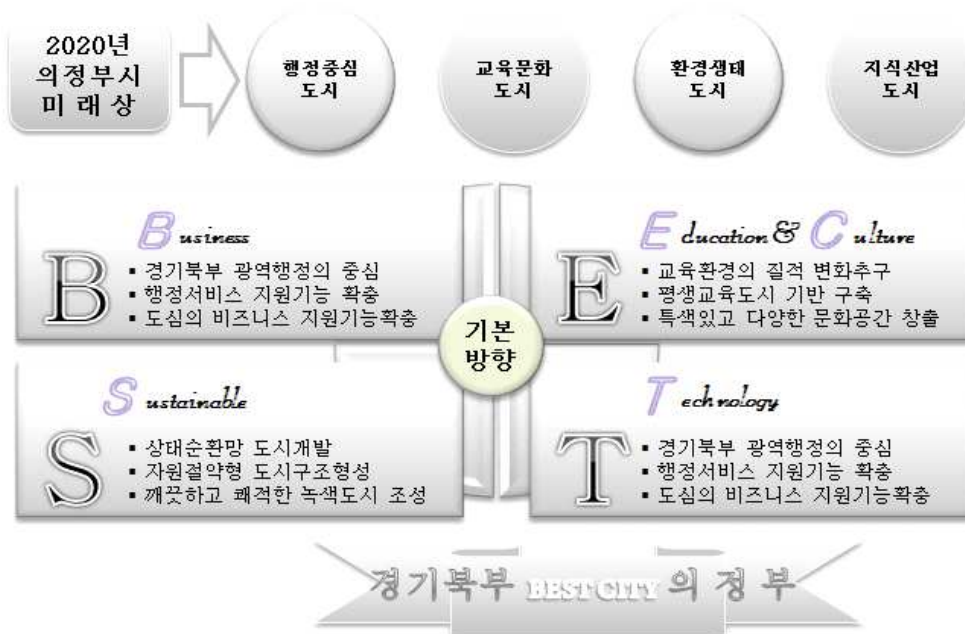 2020년
의정부시
미 래 상
행정중심
도시
교육문화
도시
환경생태
도시
지식산업
도시
Business
B
▪ 경기북부 광역행정의 중심
▪ 행정서비스 지원기능 확충
▪ 도심의 비즈니스 지원기능확충
Education & Culture
E
▪ 교육환경의 질적 변화추구
▪ 평생교육도시 기반 구축
▪ 특색있고 다양한 문화공간 창출
기본
방향
Sustainable
S
▪ 상태순환망 도시개발
▪ 자원절약형 도시구조형성
▪ 깨끗하고 쾌적한 녹색도시 조성
Technology
T
▪ 경기북부 광역행정의 중심
▪ 행정서비스 지원기능 확충
▪ 도심의 비즈니스 지원기능확충
경기북부 BEST CITY 의 정 부